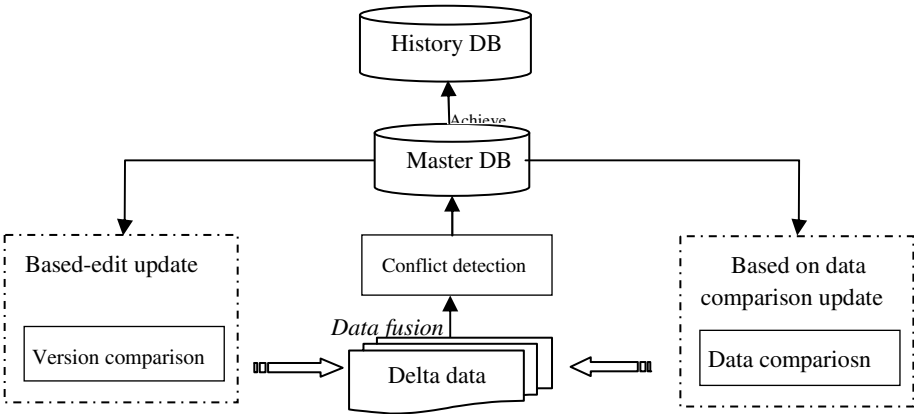 History DB
Achieve
Master DB
Based-edit update
Conflict detection
Based on data
comparison update
Data fusion
Version comparison
Delta data
Data compariosn